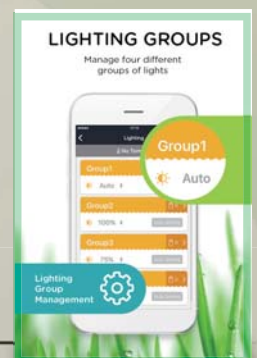 LIGHTING GROUPS
Manage four different
groups of lights
Lighting
Group1
Group1
Auto
Auto
Group2
100%
Group3
75%
Lighting
Group
Management